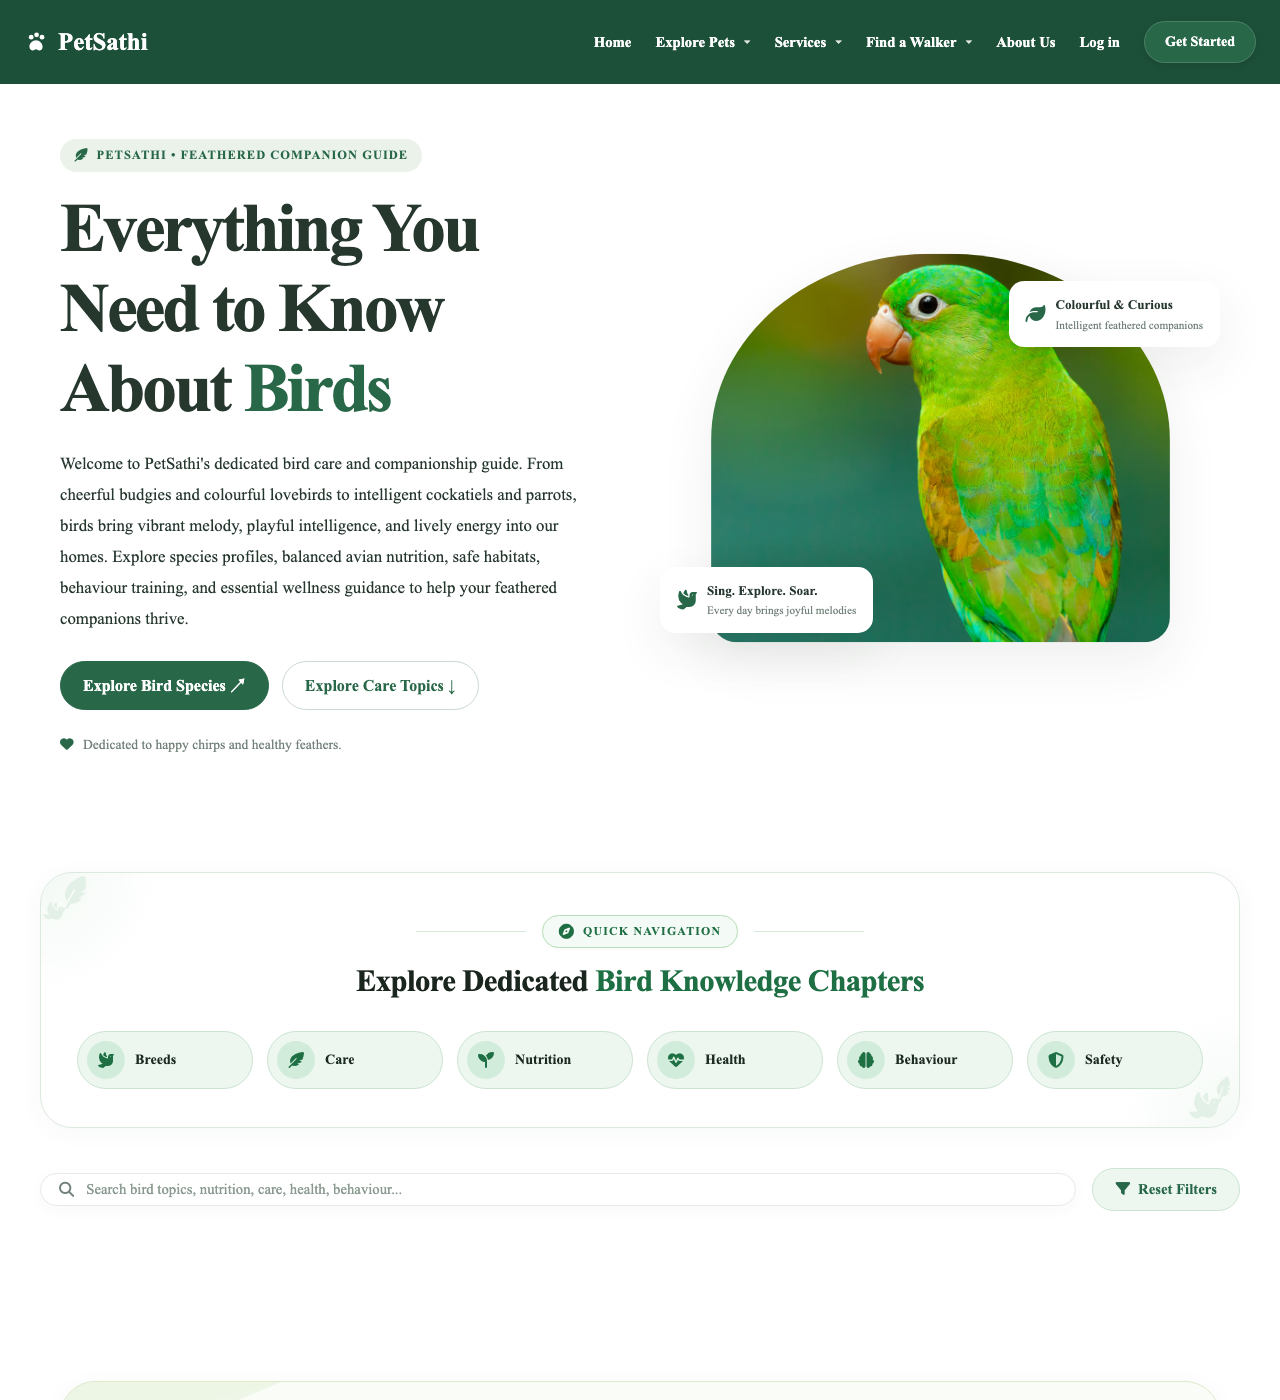 PetSathi
Home
Explore Pets
Services
Find a Walker
About Us
Log in
Get Started
PETSATHI • FEATHERED COMPANION GUIDE
Everything You
Need to Know
About Birds
Welcome to PetSathi's dedicated bird care and companionship guide. From
cheerful budgies and colourful lovebirds to intelligent cockatiels and parrots,
birds bring vibrant melody, playful intelligence, and lively energy into our
homes. Explore species profiles, balanced avian nutrition, safe habitats,
behaviour training, and essential wellness guidance to help your feathered
companions thrive.
Explore Bird Species ↗
Explore Care Topics ↓
Dedicated to happy chirps and healthy feathers.
Colourful & Curious
Intelligent feathered companions
Sing. Explore. Soar.
Every day brings joyful melodies
QUICK NAVIGATION
Explore Dedicated Bird Knowledge Chapters
Breeds
Care
Nutrition
Health
Behaviour
Safety
Search bird topics, nutrition, care, health, behaviour...
Reset Filters